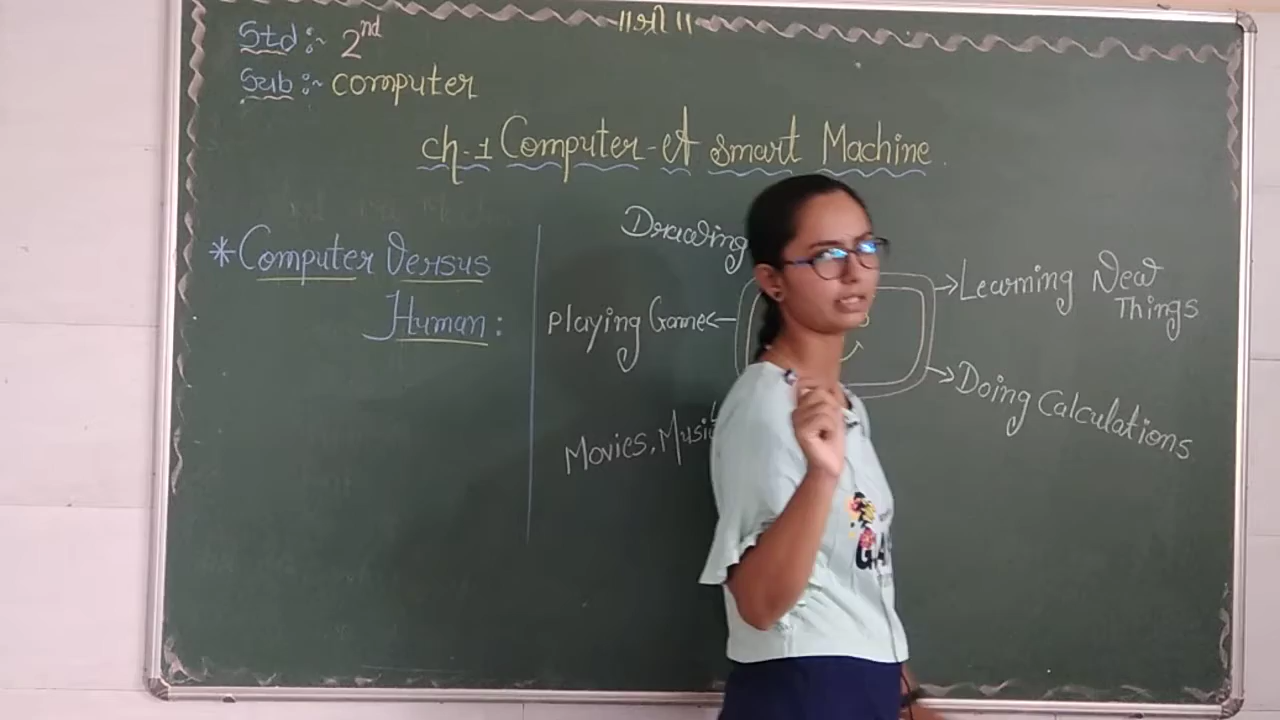 ॥श्री॥
Std :~ 2nd
Sub :~ computer
ch-1 Computer-A smart Machine.
*Computer Versus
Human:
Drawing
Playing Game
Movies, Music
Learning New
Things
Doing Calculations